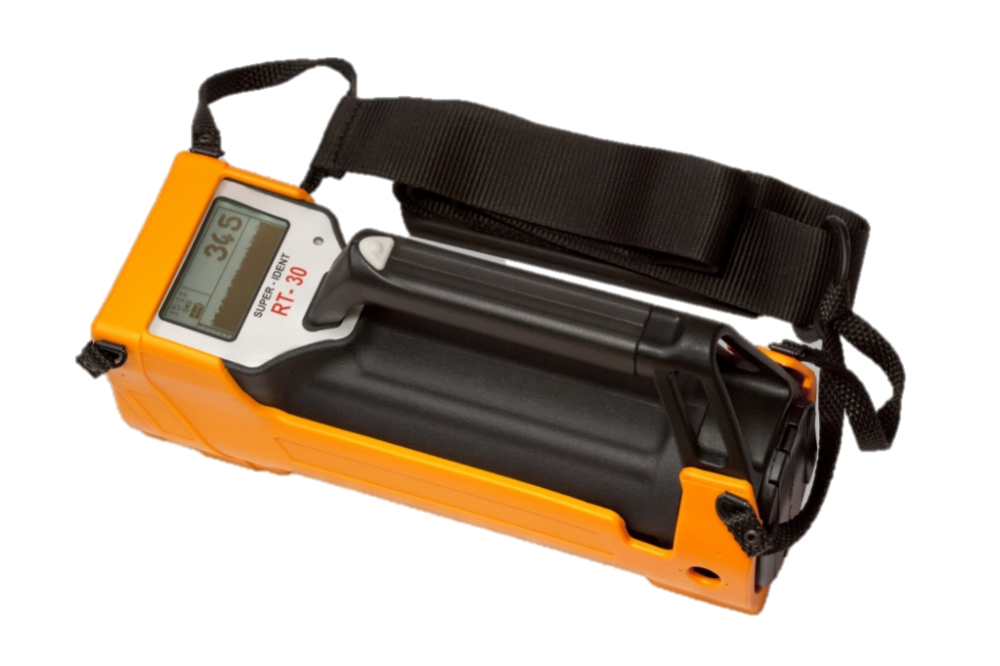 345
SUPER - IDENT
RT- 30